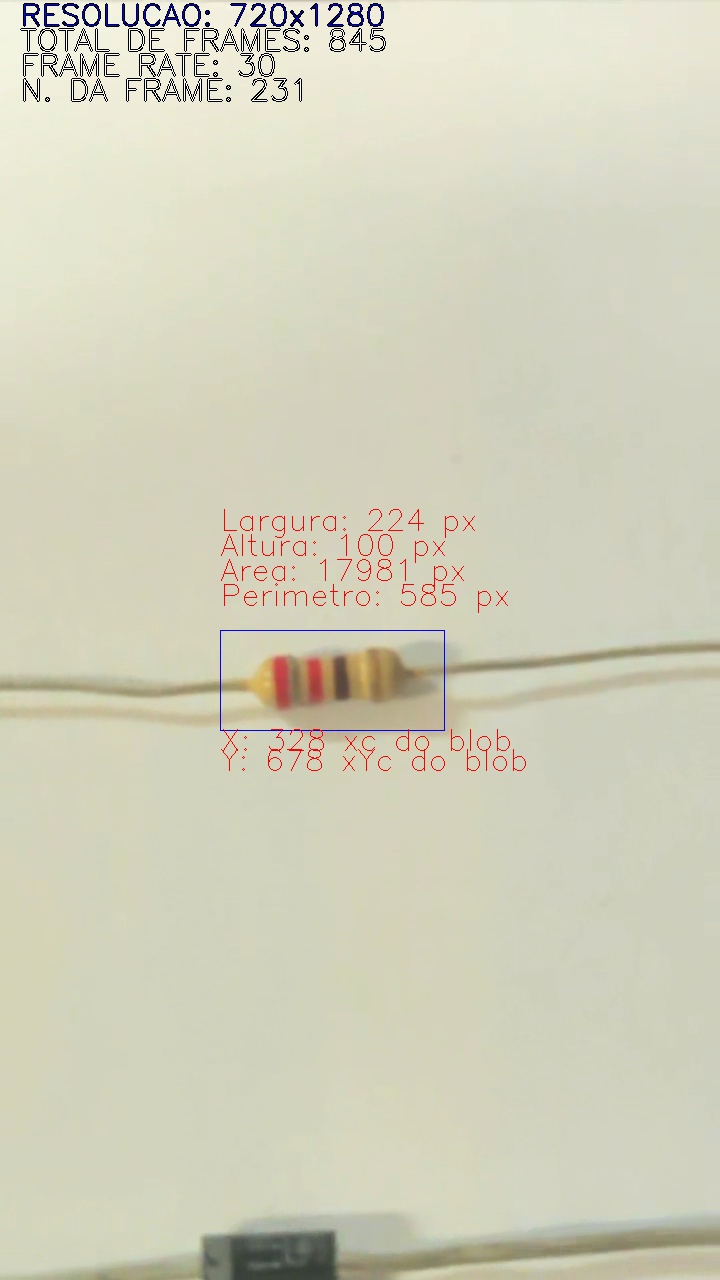 RESOLUCAO: 720x1280
TOTAL DE FRAMES: 845
FRAME RATE: 30
N. DA FRAME: 231
Largura: 224 px
Altura: 100 px
Area: 17981 px
Perimetro: 585 px
X: 328 xc do blob
Y: 678 xYc do blob